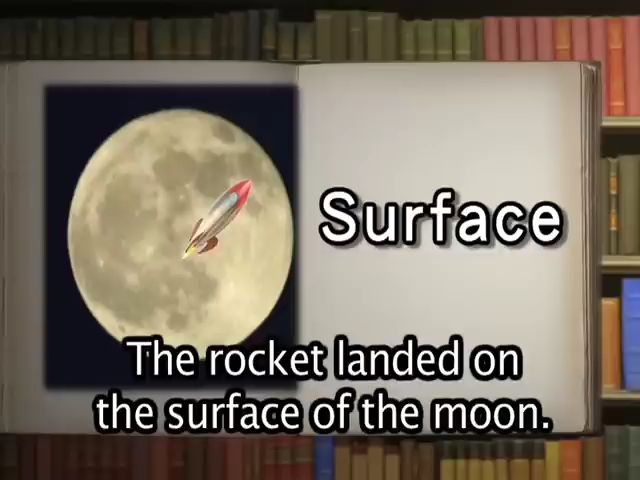 Surface
The rocket landed on
the surface of the moon.